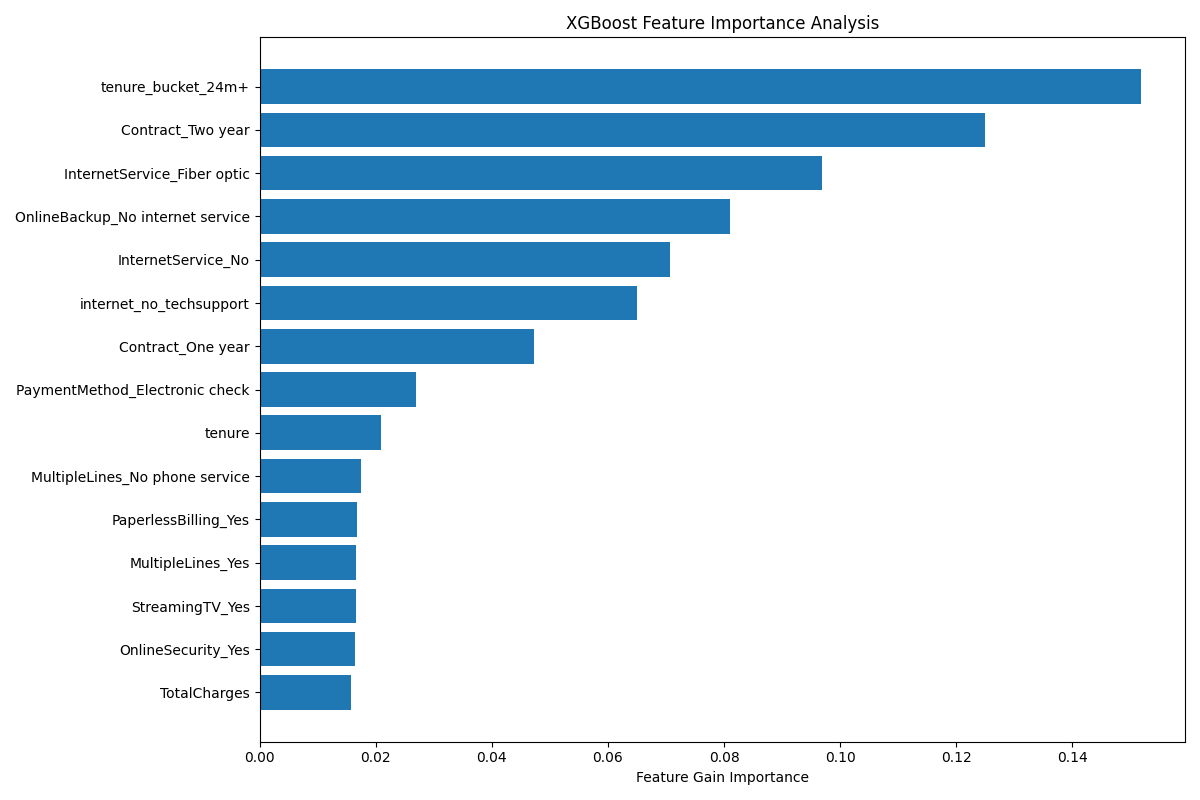 XGBoost Feature Importance Analysis
tenure_bucket_24m+
Contract_Two year
InternetService_Fiber optic
OnlineBackup_No internet service
InternetService_No
internet_no_techsupport
Contract_One year
PaymentMethod_Electronic check
tenure
MultipleLines_No phone service
PaperlessBilling_Yes
MultipleLines_Yes
StreamingTV_Yes
OnlineSecurity_Yes
TotalCharges
0.00 0.02 0.04 0.06 0.08 0.10 0.12 0.14
Feature Gain Importance